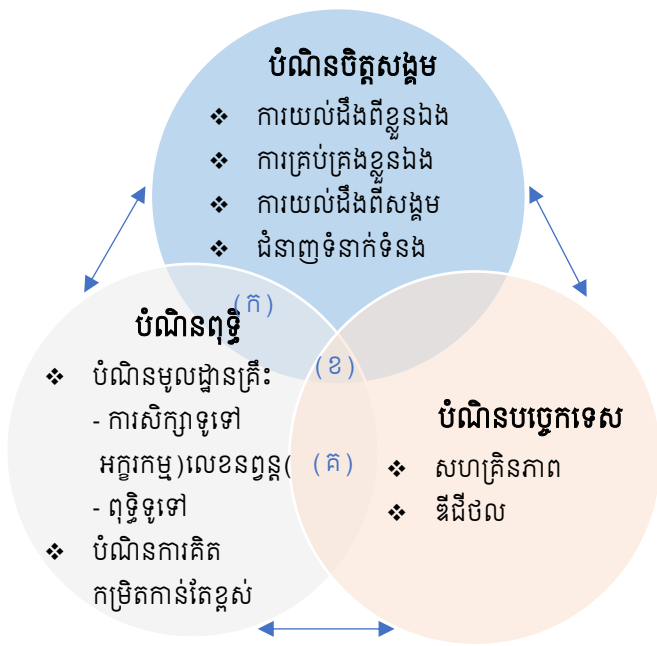 បំណិនចិត្តសង្គម
❖ ការយល់ដឹងពីខ្លួនឯង
❖ ការគ្រប់គ្រងខ្លួនឯង
❖ ការយល់ដឹងពីសង្គម
❖ ជំនាញទំនាក់ទំនង
(ក)
បំណិនពុទ្ធិ
❖ បំណិនមូលដ្ឋានគ្រឹះ
- ការសិក្សាទូទៅ
អក្ខរកម្ម)លេខនព្វន្ត(
- ពុទ្ធិទូទៅ
❖ បំណិនការគិត
កម្រិតកាន់តែខ្ពស់
(ខ)
(គ)
បំណិនបច្ចេកទេស
❖ សហគ្រិនភាព
❖ ឌីជីថល